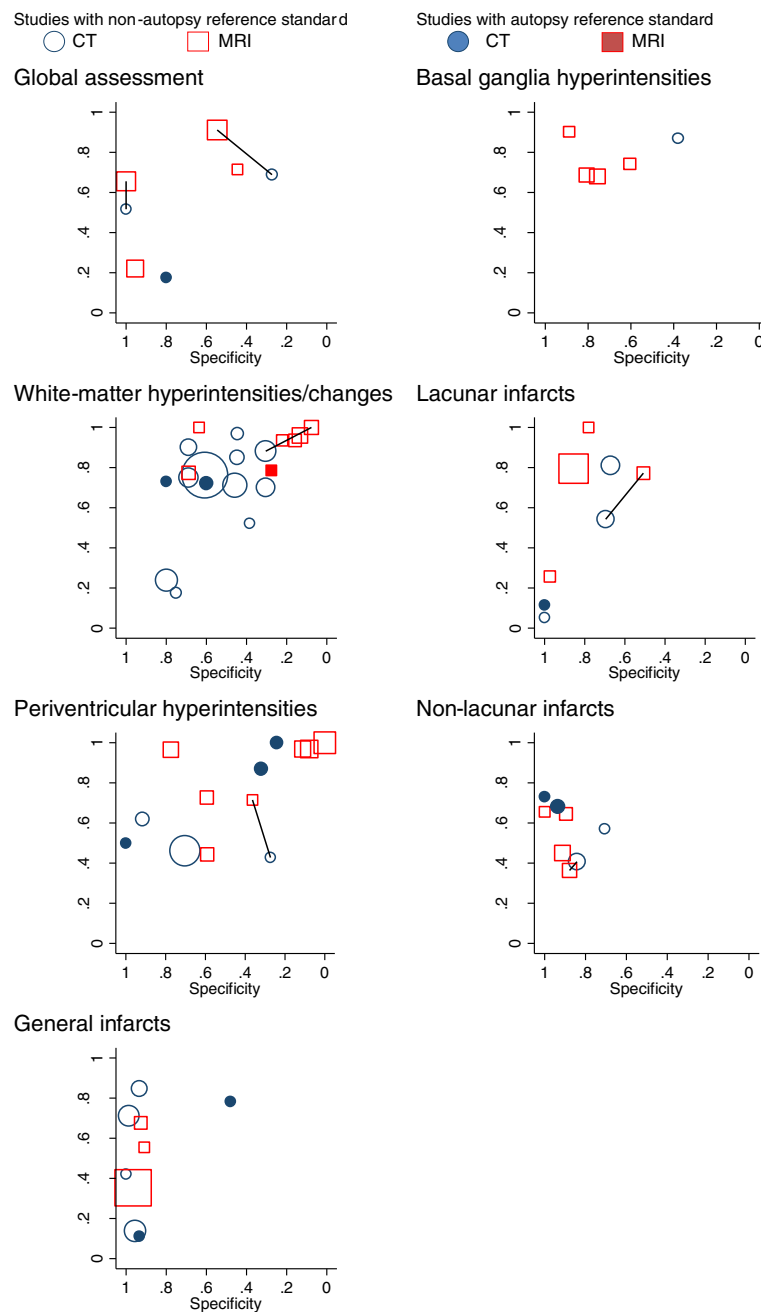 Studies with non-autopsy reference standard
CT MRI
Studies with autopsy reference standard
CT MRI
Global assessment
1
.8
.6
.4
.2
0
1 .8 .6 .4 .2 0
Specificity
Basal ganglia hyperintensities
1
.8
.6
.4
.2
0
1 .8 .6 .4 .2 0
Specificity
White-matter hyperintensities/changes
1
.8
.6
.4
.2
0
1 .8 .6 .4 .2 0
Specificity
Lacunar infarcts
1
.8
.6
.4
.2
0
1 .8 .6 .4 .2 0
Specificity
Periventricular hyperintensities
1
.8
.6
.4
.2
0
1 .8 .6 .4 .2 0
Specificity
Non-lacunar infarcts
1
.8
.6
.4
.2
0
1 .8 .6 .4 .2 0
Specificity
General infarcts
1
.8
.6
.4
.2
0
1 .8 .6 .4 .2 0
Specificity